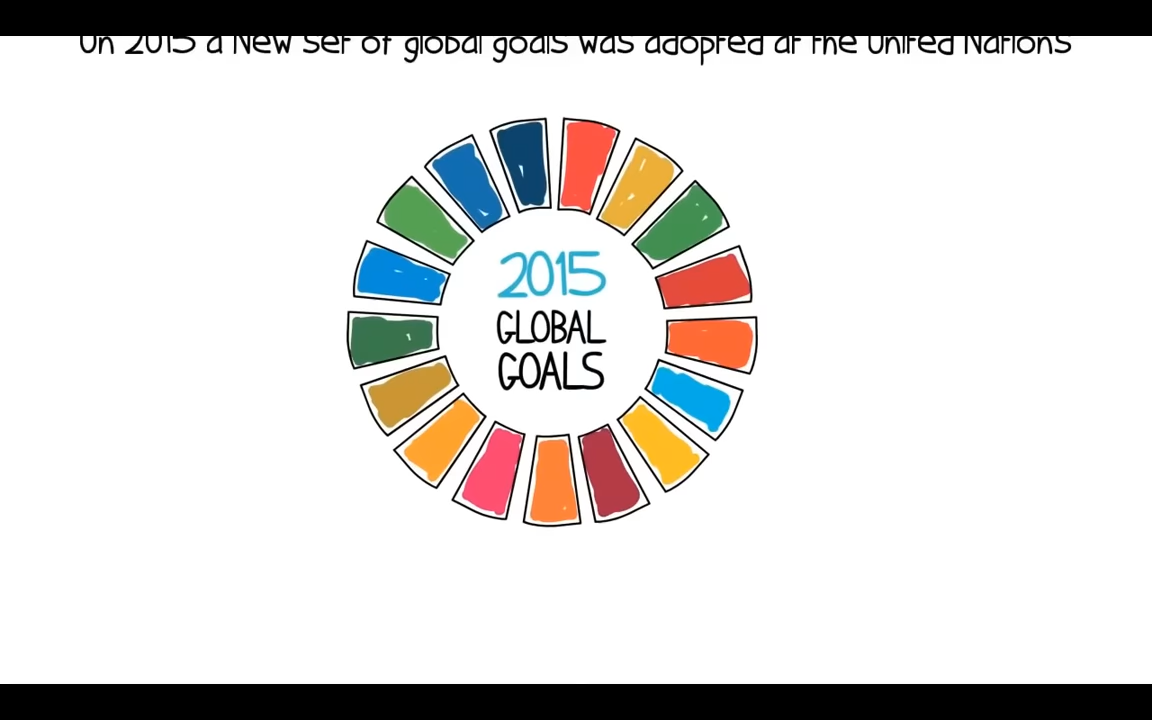 On 2015 a New set of global goals was adopted at the United Nations
2015
GLOBAL
GOALS